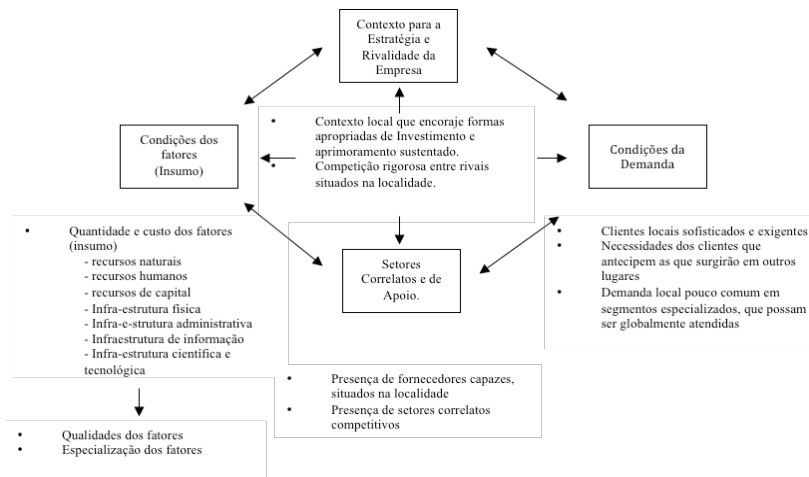 Contexto para a
Estratégia e
Rivalidade da
Empresa
• Contexto local que encoraje formas
apropriadas de Investimento e
aprimoramento sustentado.
• Competição rigorosa entre rivais
situados na localidade.
Condições dos
fatores
(Insumo)
Condições da
Demanda
• Quantidade e custo dos fatores
(insumo)
- recursos naturais
- recursos humanos
- recursos de capital
- Infra-estrutura física
- Infra-e-strutura administrativa
- Infraestrutura de informação
- Infra-estrutura científica e
tecnológica
Setores
Correlatos e de
Apoio.
• Clientes locais sofisticados e exigentes
• Necessidades dos clientes que
antecipem as que surgirão em outros
lugares
• Demanda local pouco comum em
segmentos especializados, que possam
ser globalmente atendidas
• Presença de fornecedores capazes,
situados na localidade
• Presença de setores correlatos
competitivos
• Qualidades dos fatores
• Especialização dos fatores